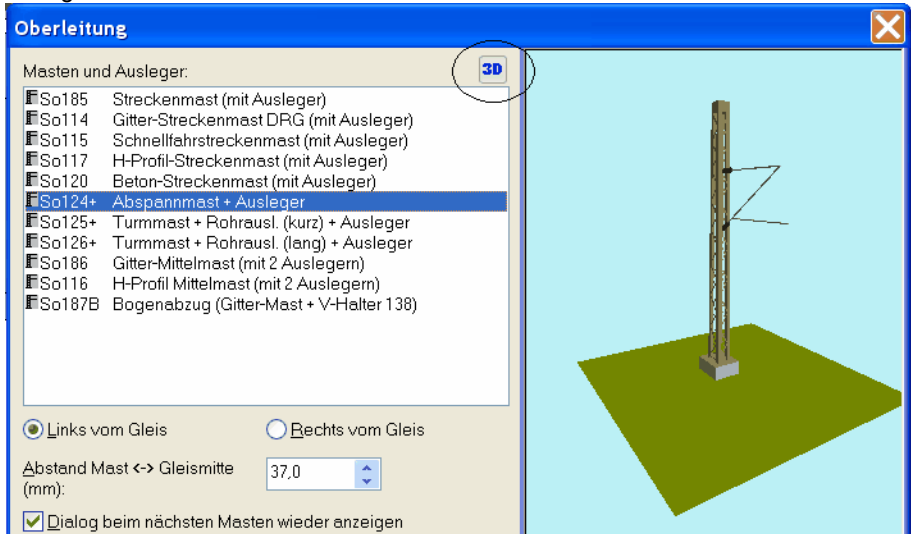 Oberleitung
Masten und Ausleger:
3D
So185 Streckenmast (mit Ausleger)
So114 Gitter-Streckenmast DRG (mit Ausleger)
So115 Schnellfahrstreckenmast (mit Ausleger)
So117 H-Profil-Streckenmast (mit Ausleger)
So120 Beton-Streckenmast (mit Ausleger)
So124+ Abspannmast + Ausleger
So125+ Turmmast + Rohrausl. (kurz) + Ausleger
So126+ Turmmast + Rohrausl. (lang) + Ausleger
So186 Gitter-Mittelmast (mit 2 Auslegern)
So116 H-Profil Mittelmast (mit 2 Auslegern)
So187B Bogenabzug (Gitter-Mast + V-Halter 138)
Links vom Gleis Rechts vom Gleis
Abstand Mast <-> Gleismitte
(mm):
37,0
Dialog beim nächsten Masten wieder anzeigen